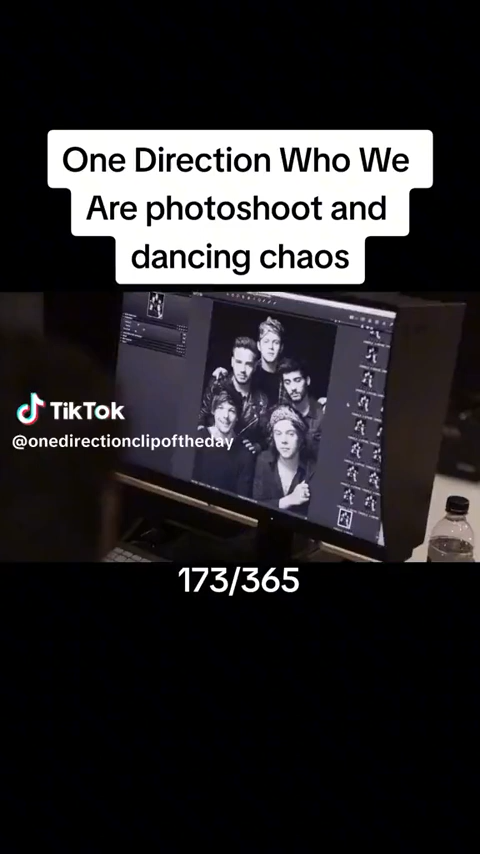 One Direction Who We
Are photoshoot and
dancing chaos
TikTok
@onedirectionclipoftheday
173/365